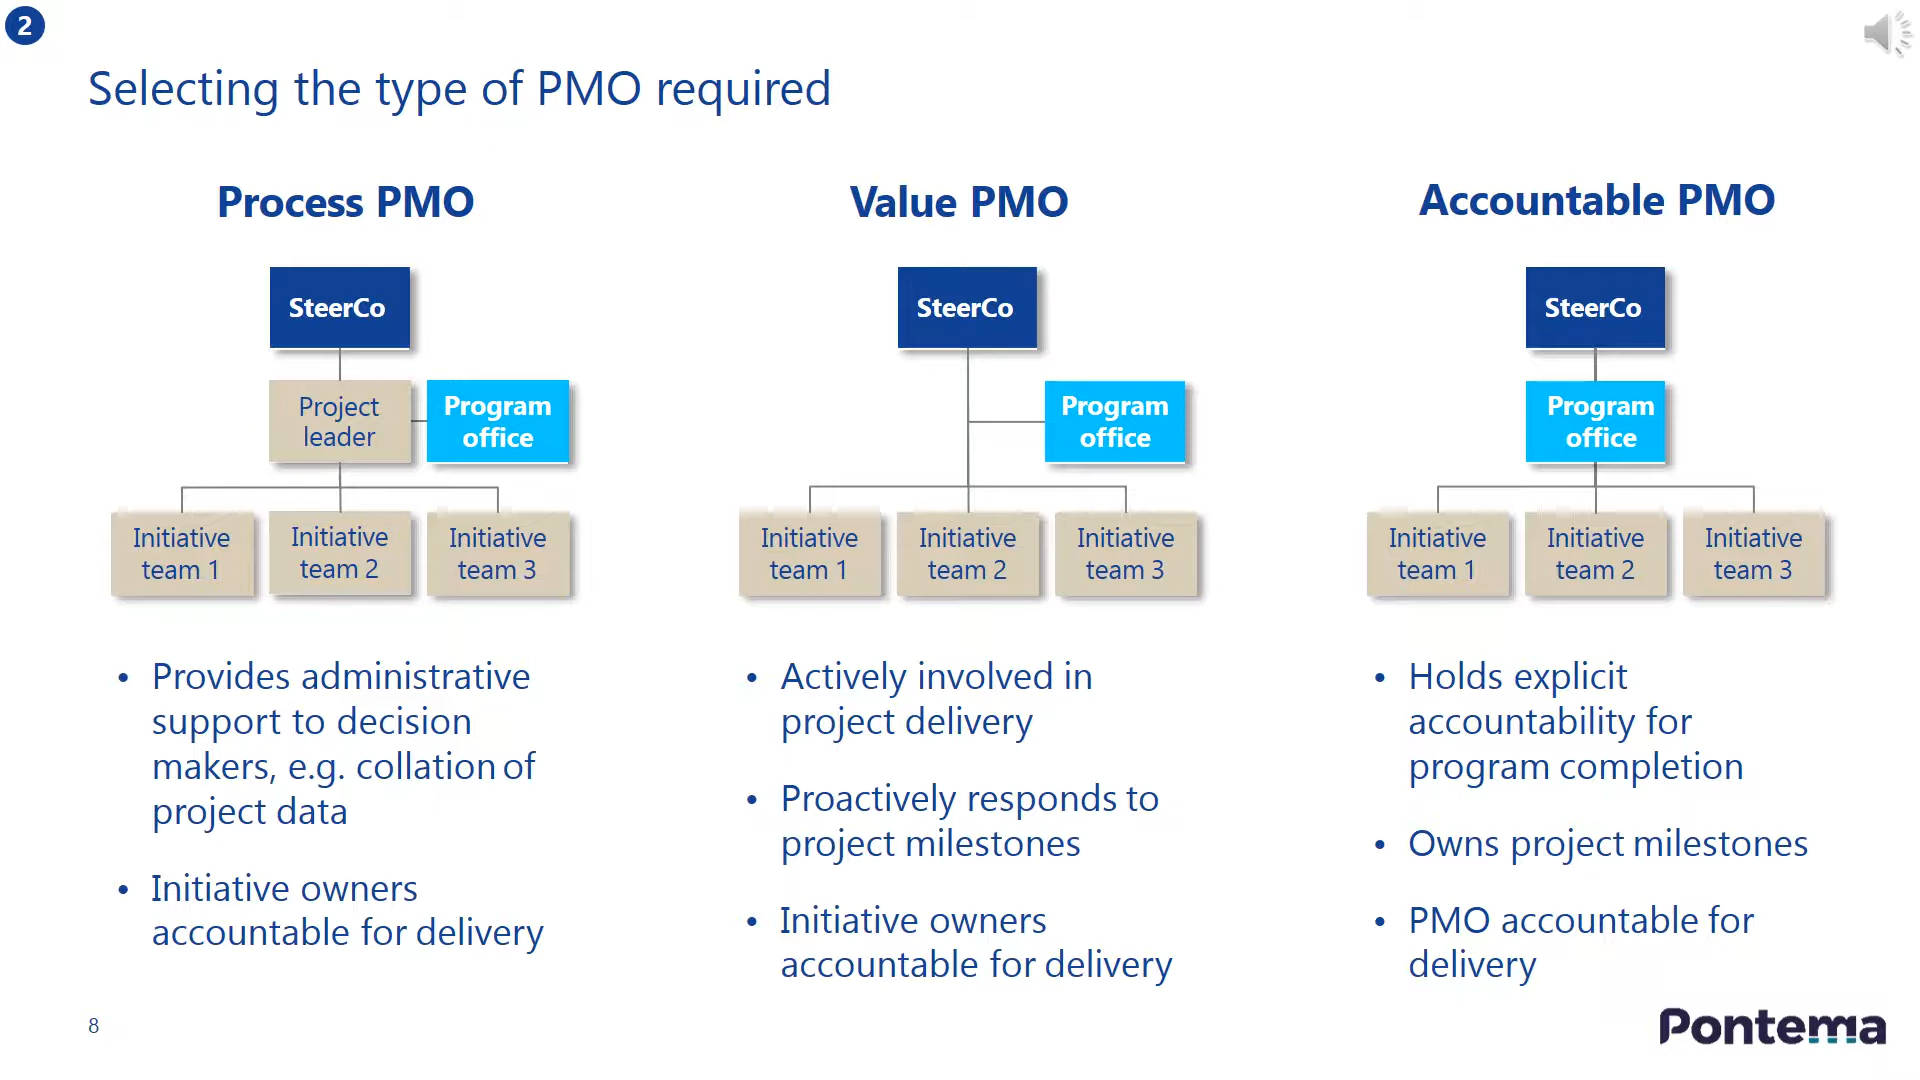 2
Selecting the type of PMO required
Process PMO
SteerCo
Project
leader
Program
office
Initiative
team 1
Initiative
team 2
Initiative
team 3
• Provides administrative
support to decision
makers, e.g. collation of
project data
• Initiative owners
accountable for delivery
Value PMO
SteerCo
Program
office
Initiative
team 1
Initiative
team 2
Initiative
team 3
• Actively involved in
project delivery
• Proactively responds to
project milestones
• Initiative owners
accountable for delivery
Accountable PMO
SteerCo
Program
office
Initiative
team 1
Initiative
team 2
Initiative
team 3
• Holds explicit
accountability for
program completion
• Owns project milestones
• PMO accountable for
delivery
8
Pontema